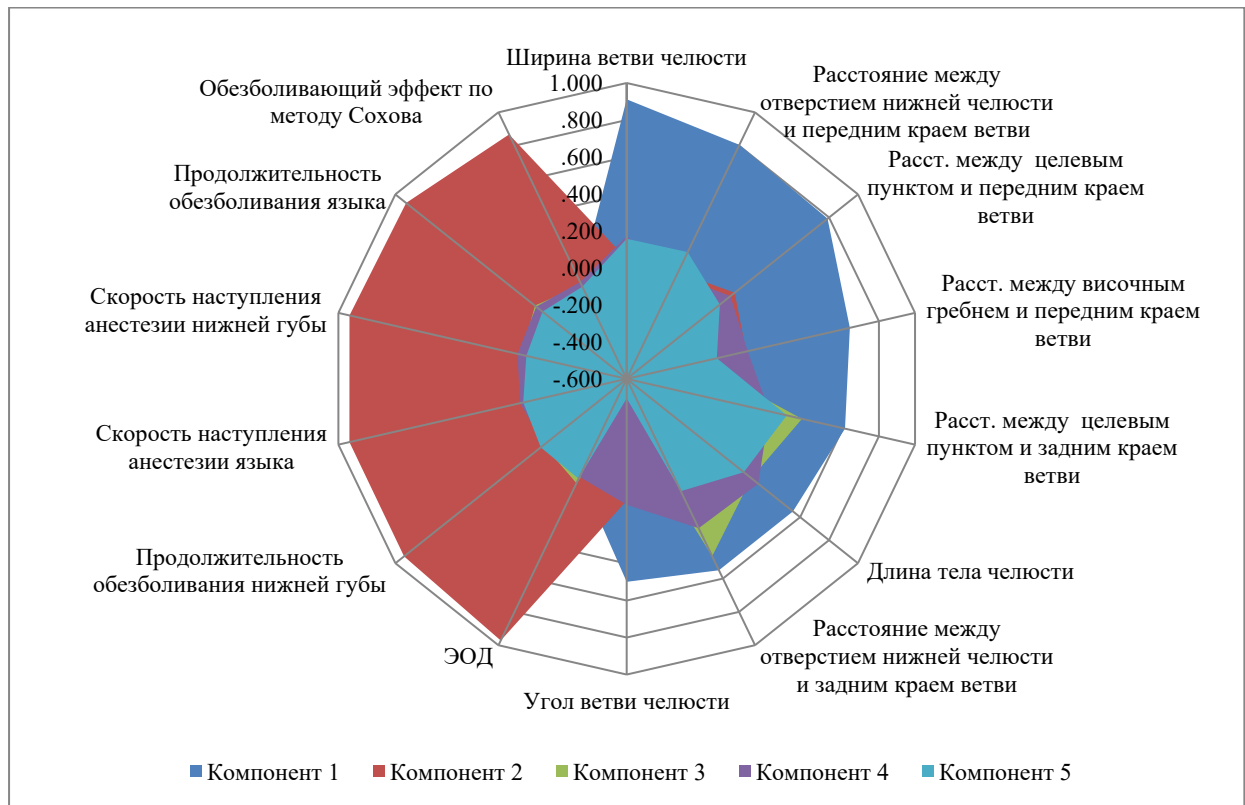 Ширина ветви челюсти
Расстояние между
отверстием нижней челюсти
и передним краем ветви
Расст. между целевым
пунктом и передним краем
ветви
Расст. между височным
гребнем и передним краем
ветви
Расст. между целевым
пунктом и задним краем
ветви
Длина тела челюсти
Расстояние между
отверстием нижней челюсти
и задним краем ветви
Угол ветви челюсти
ЭОД
Продолжительность
обезболивания нижней губы
Скорость наступления
анестезии языка
Скорость наступления
анестезии нижней губы
Продолжительность
обезболивания языка
Обезболивающий эффект по
методу Сохова
1.000
.800
.600
.400
.200
.000
-.200
-.400
-.600
Компонент 1 Компонент 2 Компонент 3 Компонент 4 Компонент 5